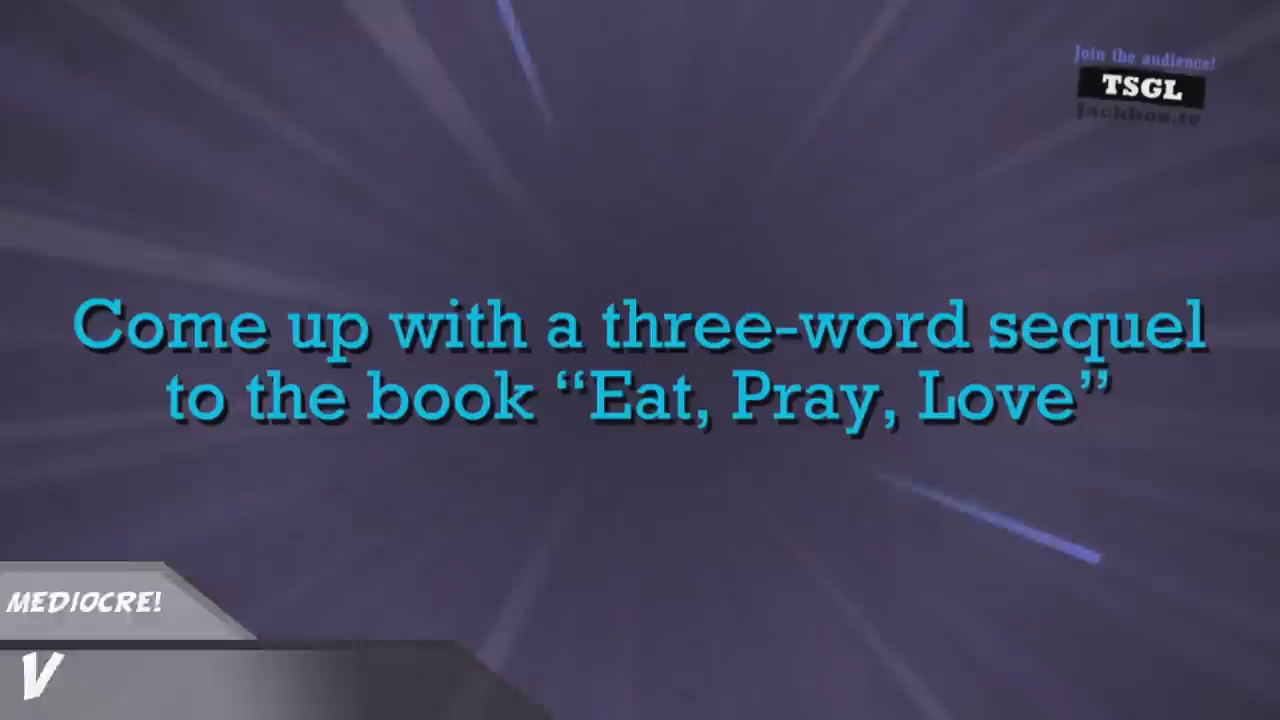 Join the audience!
TSGL
jackbox.tv
Come up with a three-word sequel
to the book “Eat, Pray, Love”
MEDIOCRE!
V